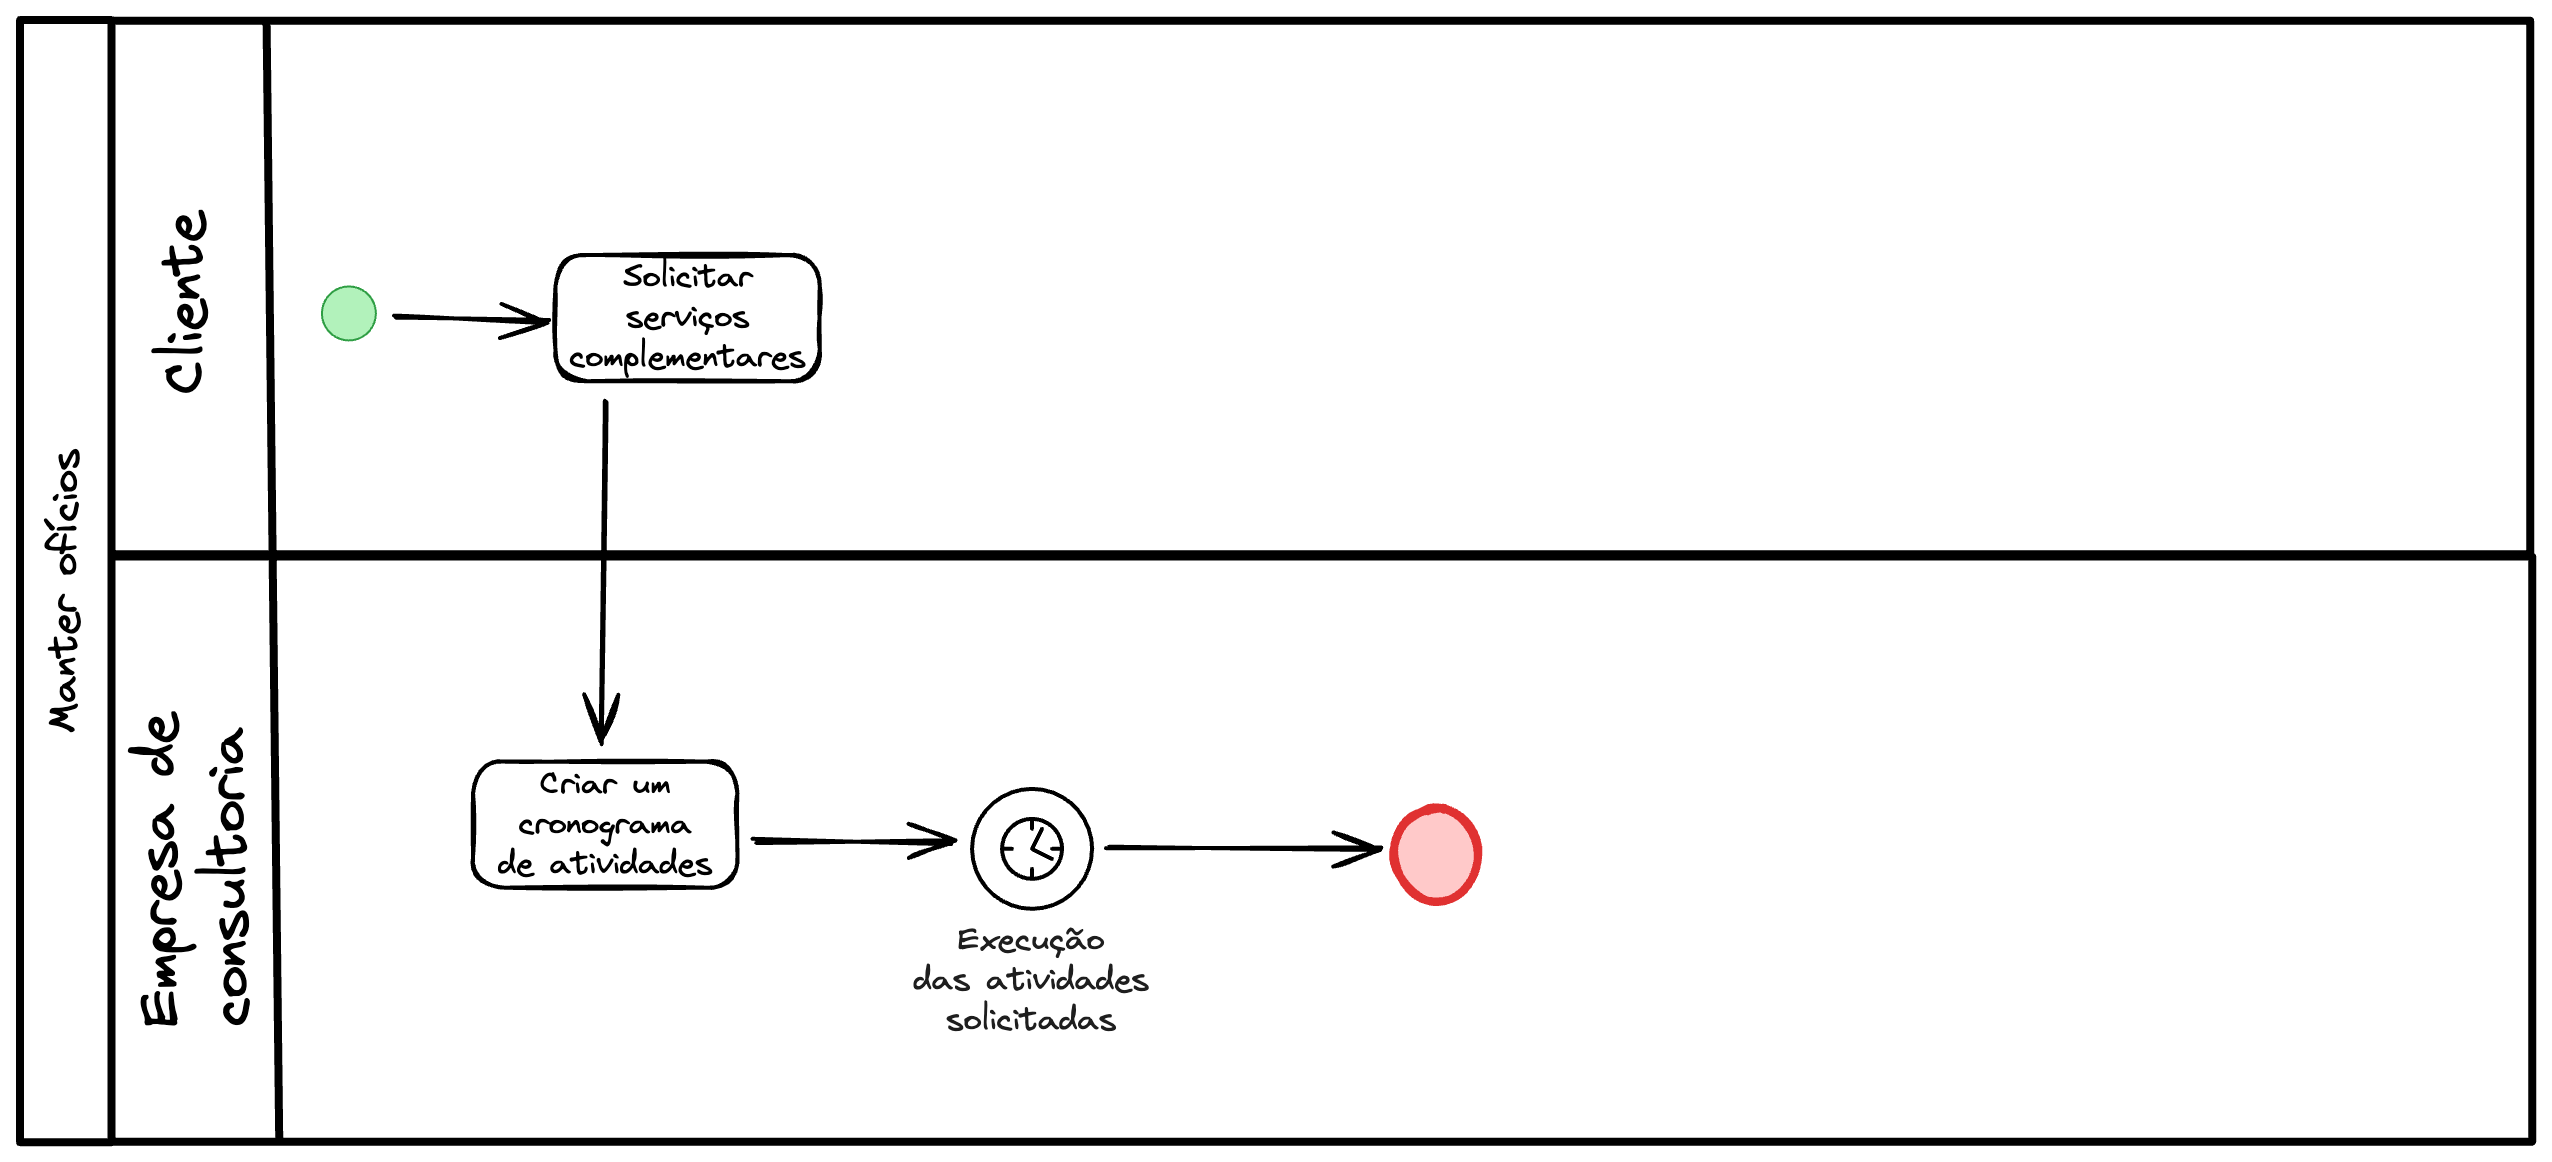 Manter ofícios
Cliente
Solicitar
serviços
complementares
Empresa de
consultoria
Criar um
cronograma
de atividades
Execução
das atividades
solicitadas